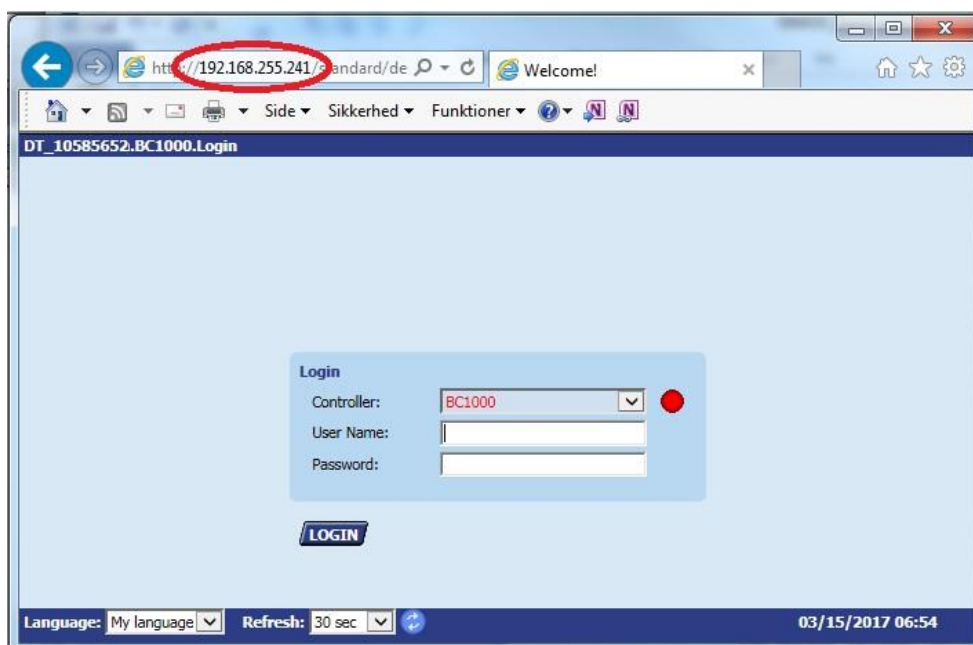 http://192.168.255.241/standard/de
Welcome!
Side Sikkerhed Funktioner
DT_10585652.BC1000.Login
Login
Controller: BC1000
User Name:
Password:
LOGIN
Language: My language Refresh: 30 sec 03/15/2017 06:54